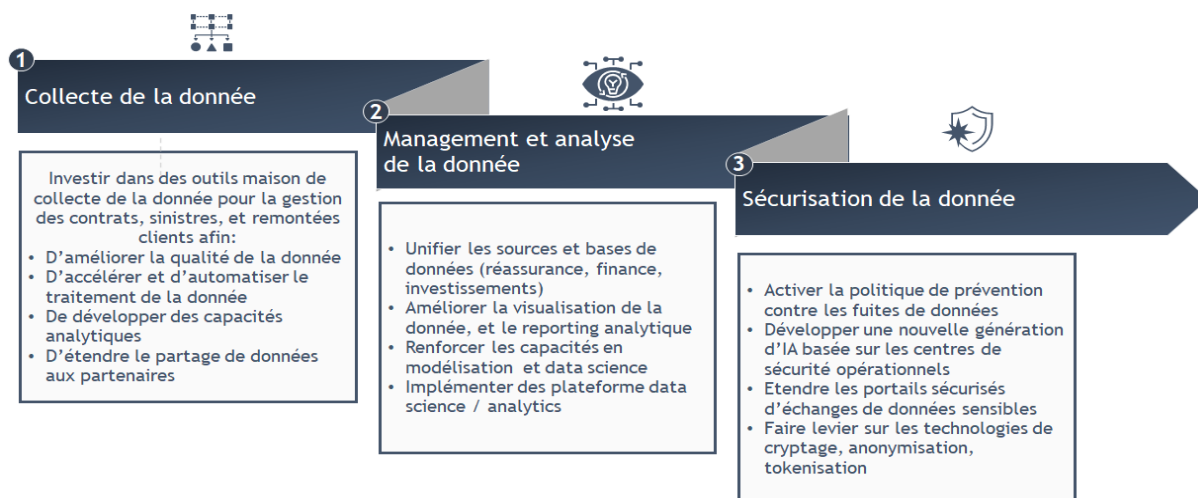 1
Collecte de la donnée
Investir dans des outils maison de
collecte de la donnée pour la gestion
des contrats, sinistres, et remontées
clients afin:
• D'améliorer la qualité de la donnée
• D'accélérer et d'automatiser le
traitement de la donnée
• De développer des capacités
analytiques
• D'étendre le partage de données
aux partenaires
2
Management et analyse
de la donnée
• Unifier les sources et bases de
données (réassurance, finance,
investissements)
• Améliorer la visualisation de la
donnée, et le reporting analytique
• Renforcer les capacités en
modélisation et data science
• Implémenter des plateforme data
science / analytics
3
Sécurisation de la donnée
• Activer la politique de prévention
contre les fuites de données
• Développer une nouvelle génération
d'IA basée sur les centres de
sécurité opérationnels
• Etendre les portails sécurisés
d'échanges de données sensibles
• Faire levier sur les technologies de
cryptage, anonymisation,
tokenisation